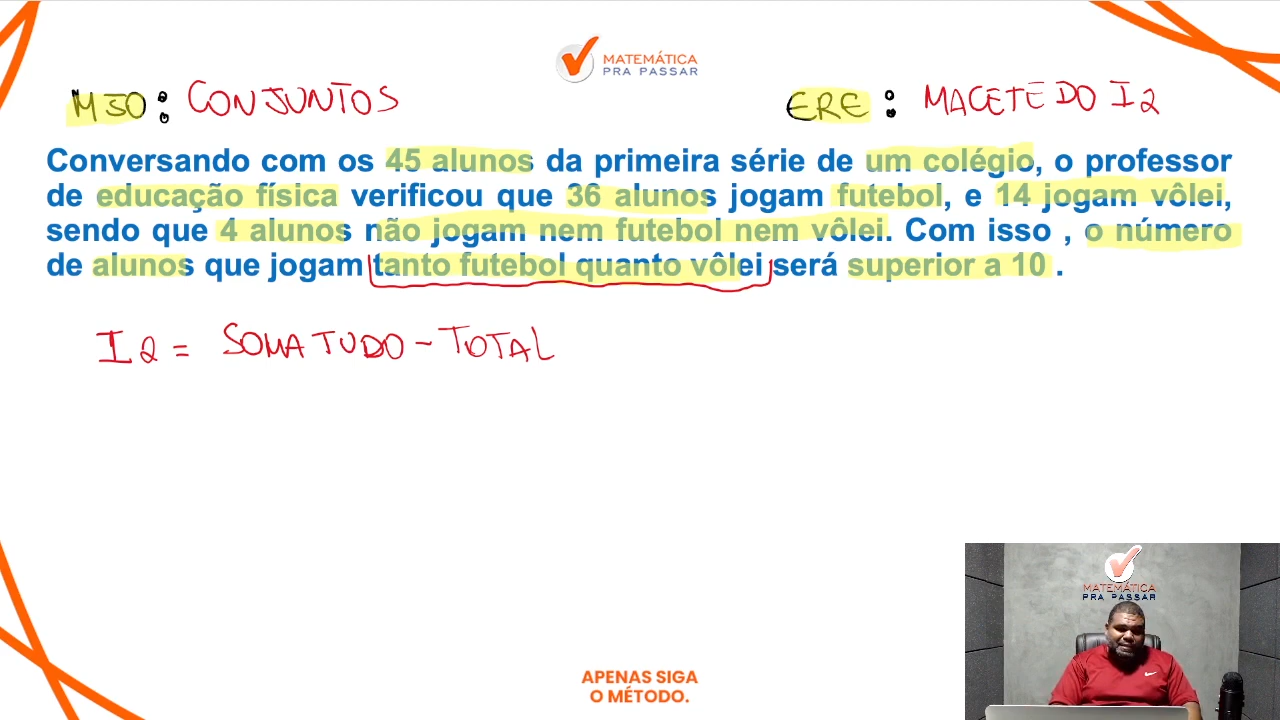 MATEMÁTICA
PRA PASSAR
MJO: CONJUNTOS
ERE: MACETE DO I2
Conversando com os 45 alunos da primeira série de um colégio, o professor
de educação física verificou que 36 alunos jogam futebol, e 14 jogam vôlei,
sendo que 4 alunos não jogam nem futebol nem vôlei. Com isso , o número
de alunos que jogam tanto futebol quanto vôlei será superior a 10 .
I2 = SOMA TUDO - TOTAL
MATEMÁTICA
PRA PASSAR
APENAS SIGA
O MÉTODO.